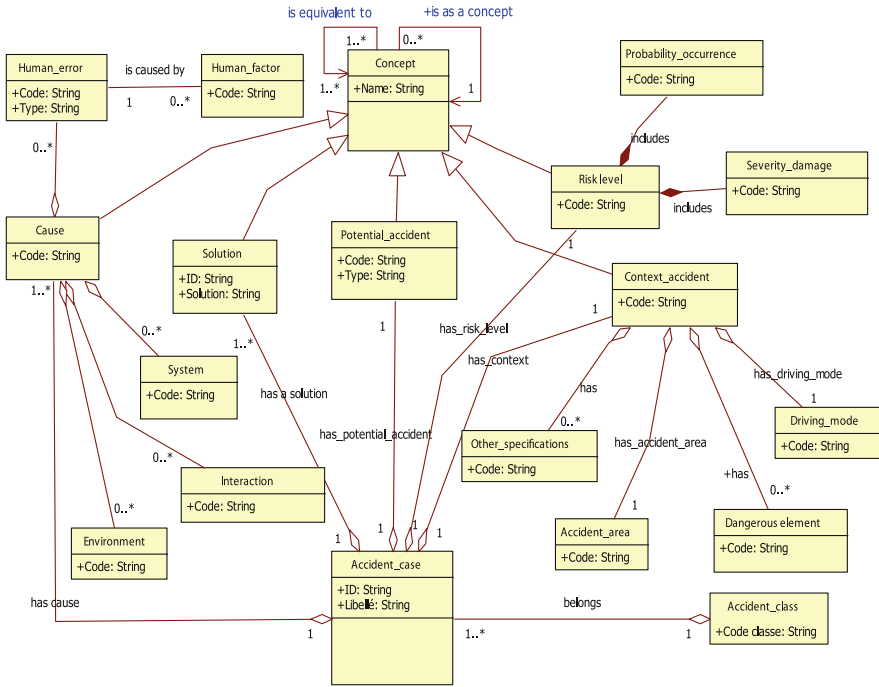 is equivalent to
+is as a concept
1..*
0..*
1..*
1
Concept
+Name: String
Human_error
+Code: String
+Type: String
is caused by
1
0..*
Human_factor
+Code: String
Probability_occurrence
+Code: String
includes
Risk level
+Code: String
1
includes
Severity_damage
+Code: String
0..*
Cause
+Code: String
1..*
Solution
+ID: String
+Solution: String
1..*
Potential_accident
+Code: String
+Type: String
1
Context_accident
+Code: String
1
0..*
System
+Code: String
has a solution
has_risk_level
has_context
has_potential_accident
has
0..*
Other_specifications
+Code: String
has_accident_area
1
has_driving_mode
1
Driving_mode
+Code: String
+has
0..*
0..*
Interaction
+Code: String
0..*
Environment
+Code: String
Accident_area
+Code: String
Dangerous element
+Code: String
1
1
1
1
Accident_case
+ID: String
+Libellé: String
has cause
1
belongs
1..*
1
Accident_class
+Code classe: String